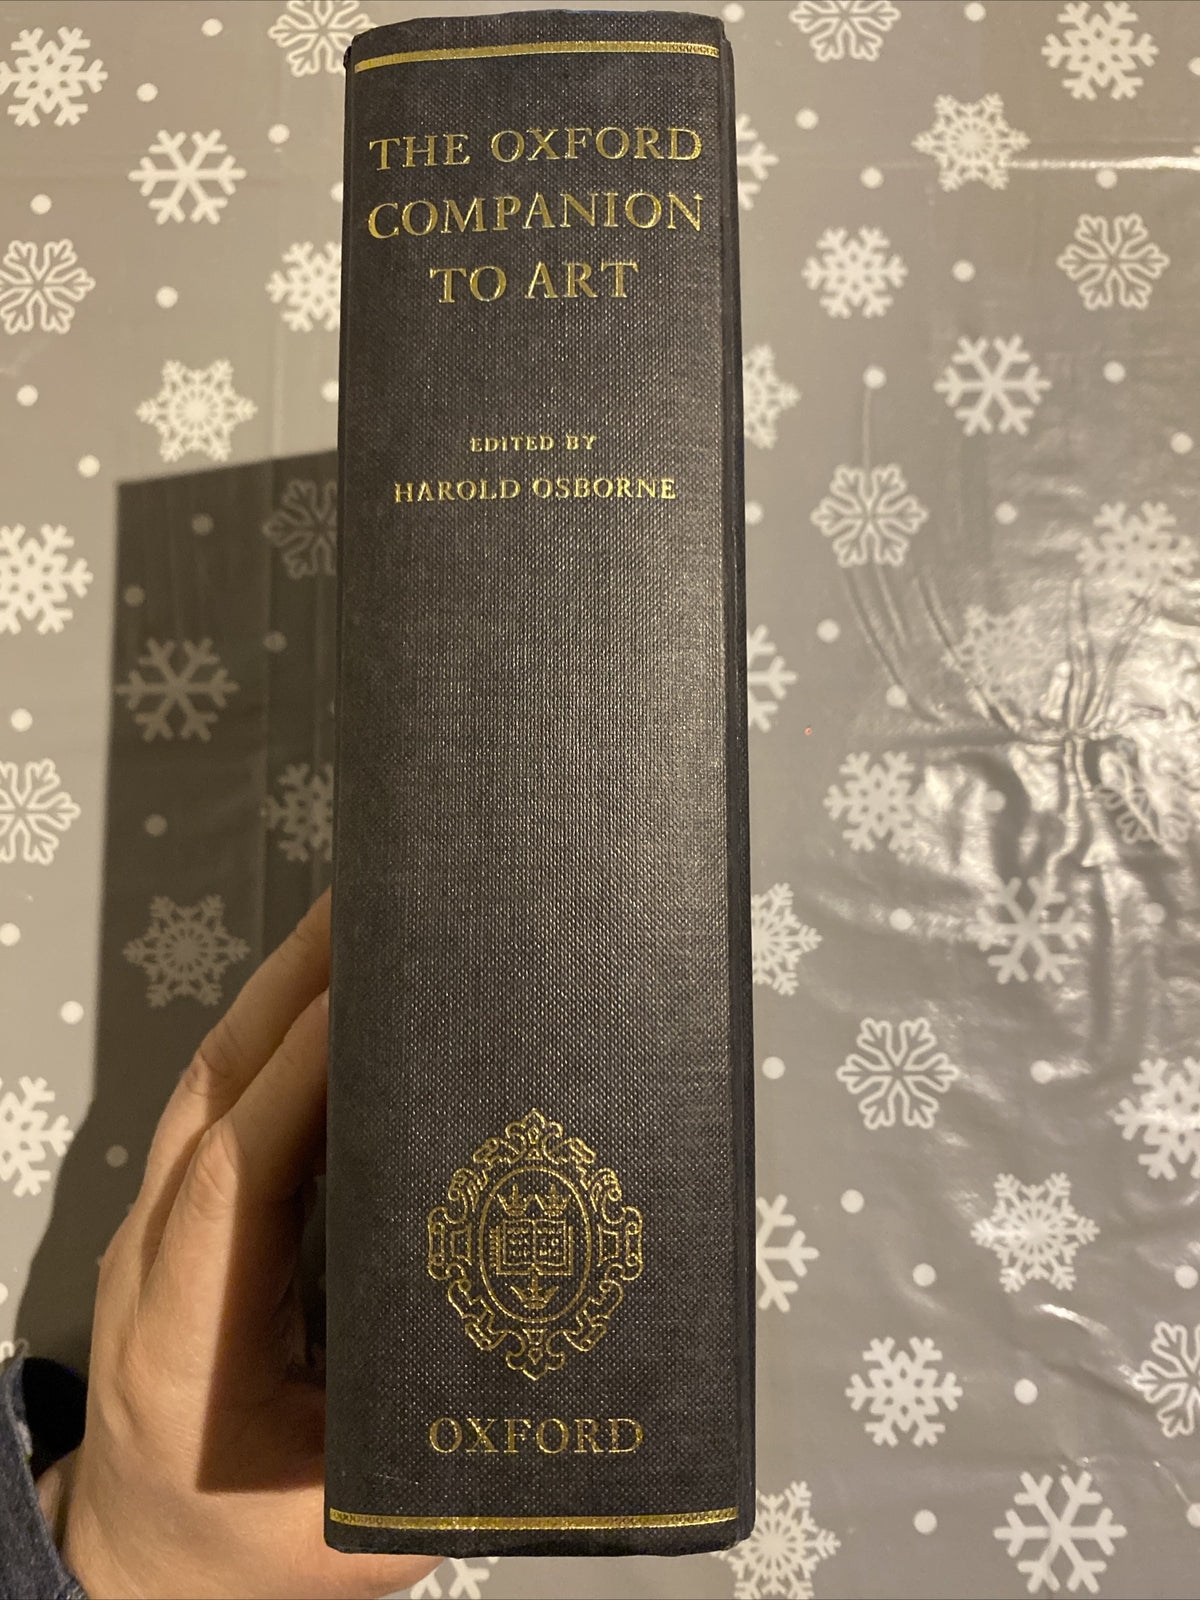 THE OXFORD
COMPANION
TO ART
EDITED BY
HAROLD OSBORNE
OXFORD